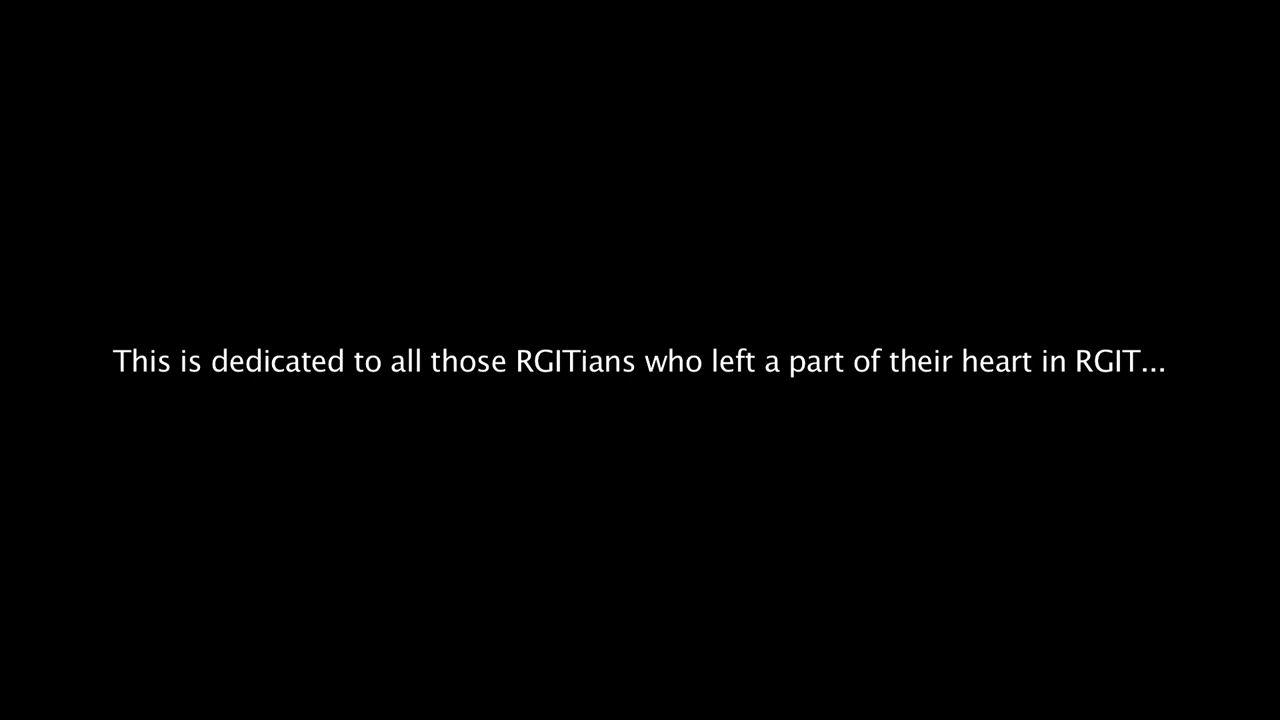 This is dedicated to all those RGITians who left a part of their heart in RGIT...